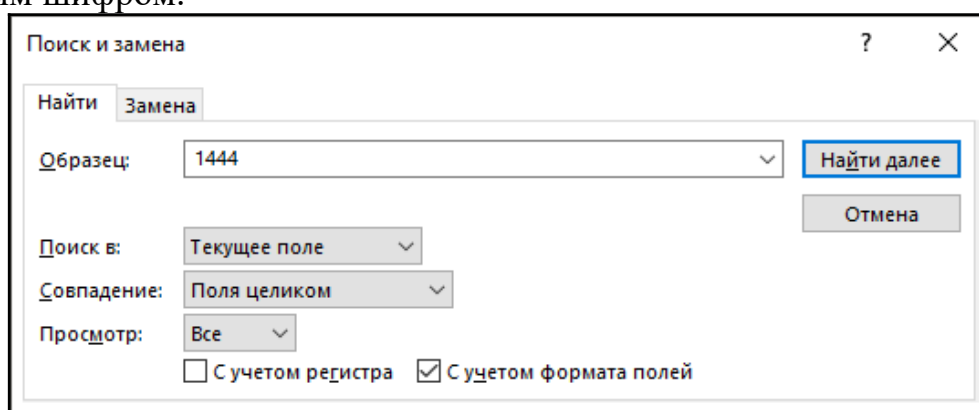 Поиск и замена ?
Найти Замена
Образец: 1444 Найти далее
Отмена
Поиск в: Текущее поле
Совпадение: Поля целиком
Просмотр: Все
С учетом регистра С учетом формата полей